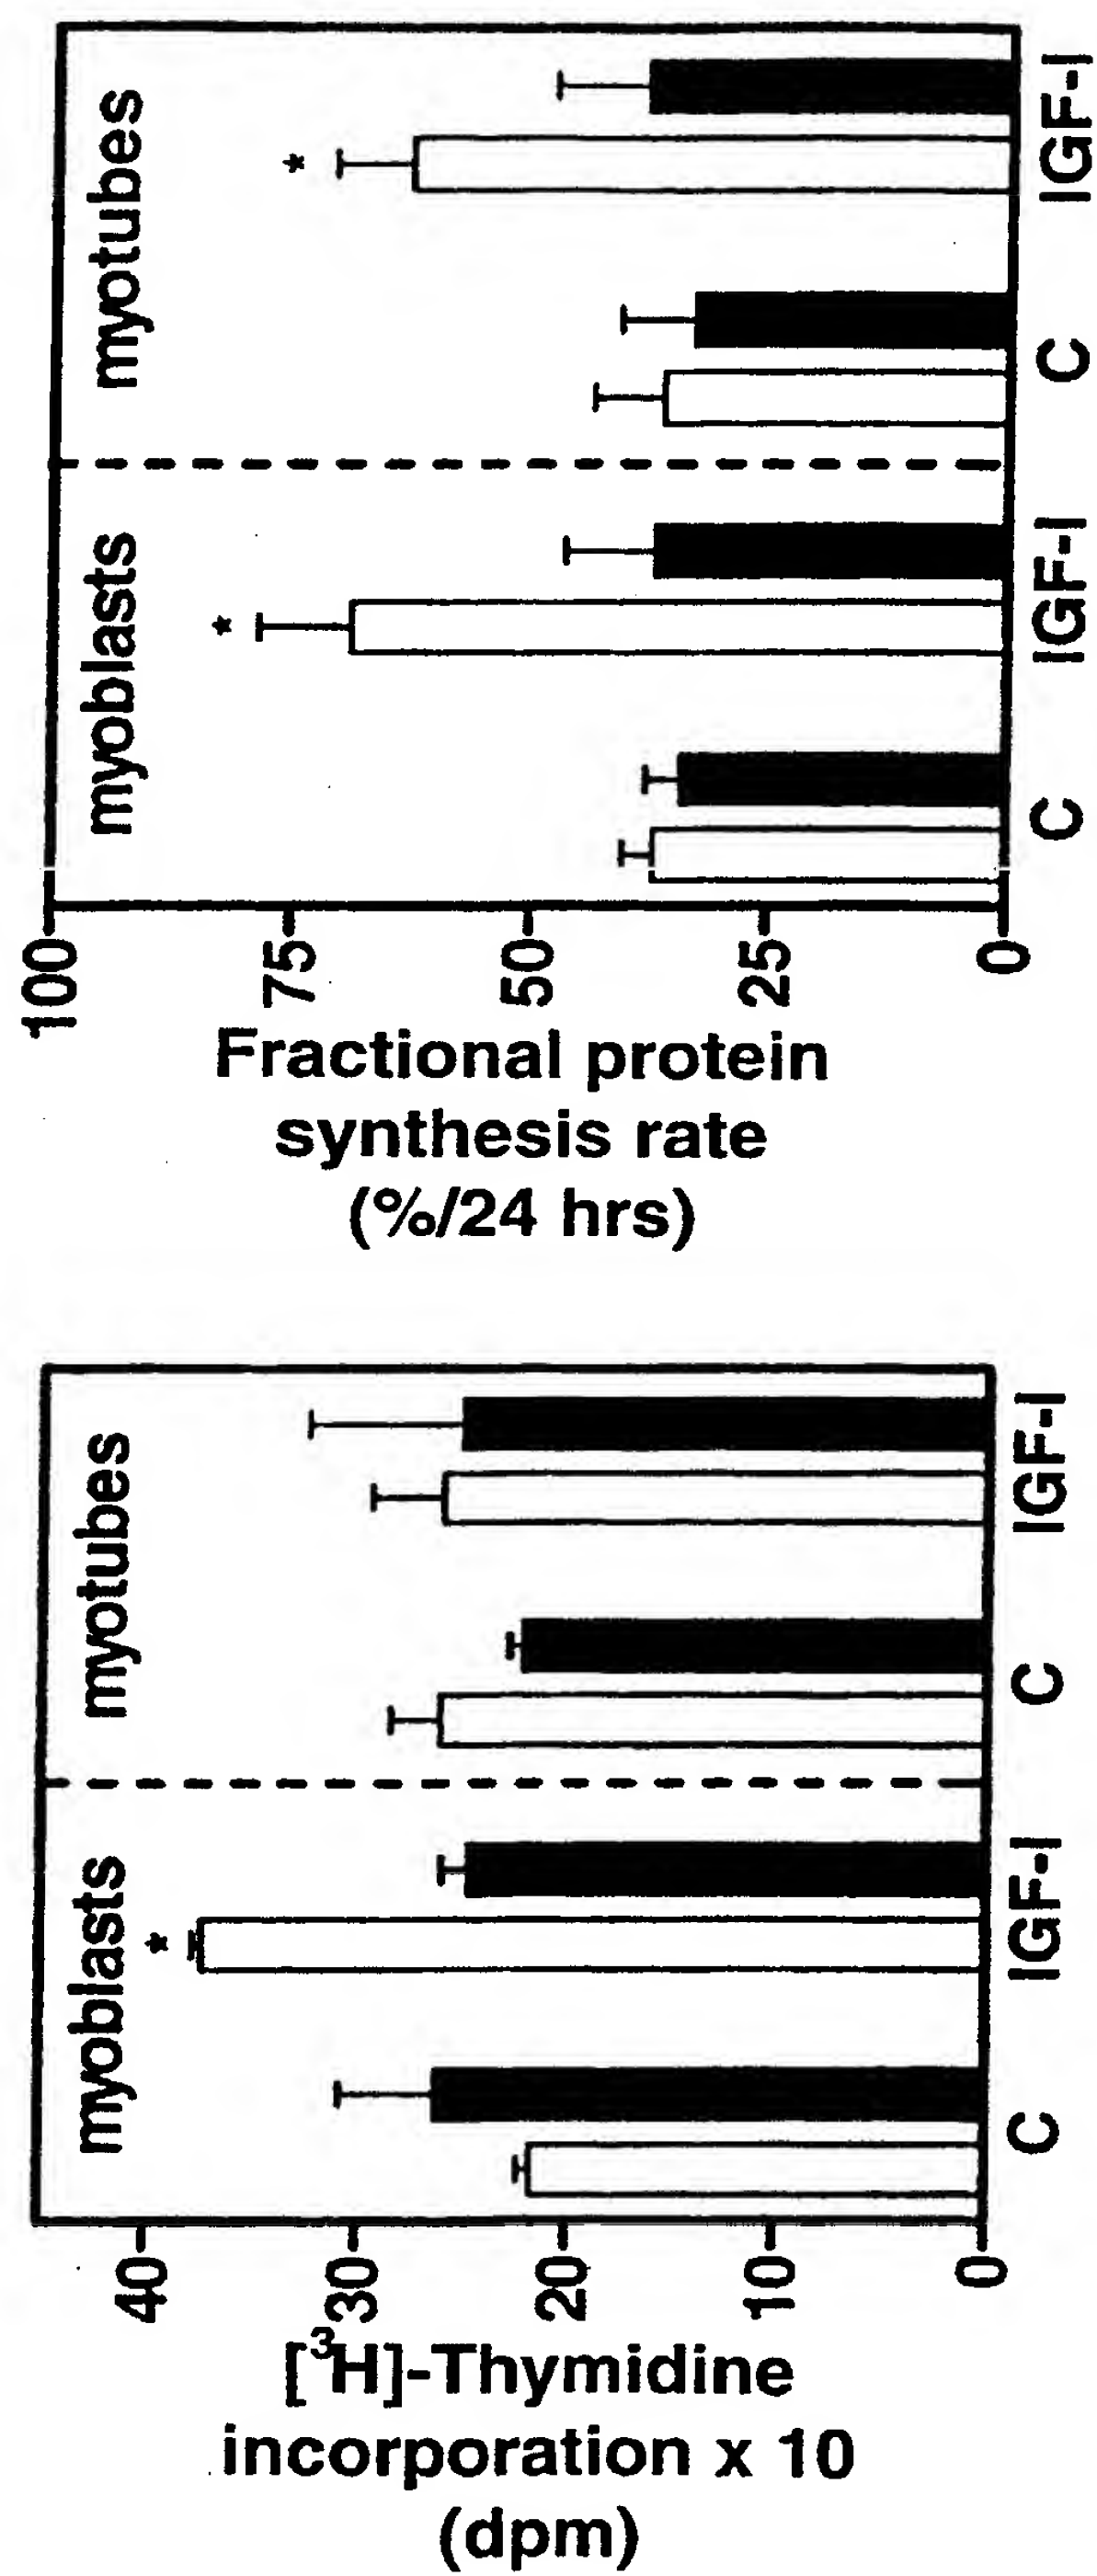 myoblasts
myotubes
*
*
100
75
50
25
0
Fractional protein
synthesis rate
(%/24 hrs)
C
IGF-I
C
IGF-I
myoblasts
myotubes
*
40
30
20
10
0
[³H]-Thymidine
incorporation x 10
(dpm)
C
IGF-I
C
IGF-I